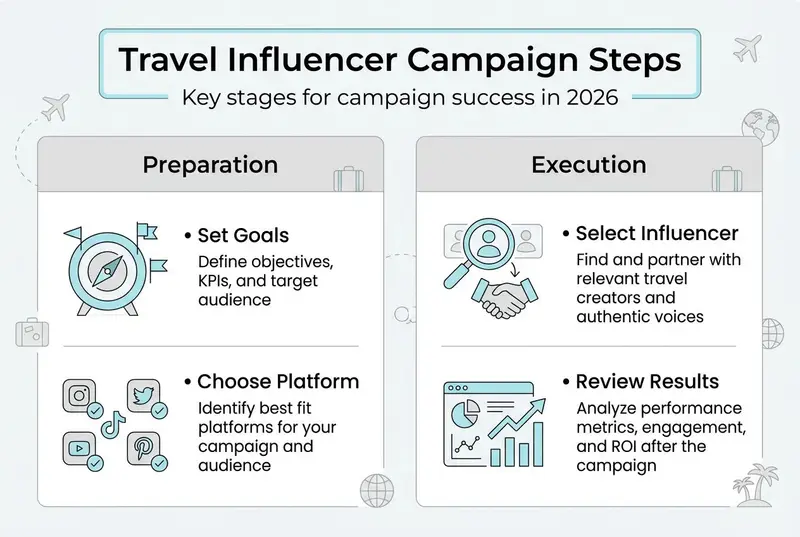 Travel Influencer Campaign Steps
Key stages for campaign success in 2026
Preparation
• Set Goals
Define objectives,
KPIs, and target
audience
• Choose Platform
Identify best fit
platforms for your
campaign and
audience
Execution
• Select Influencer
Find and partner with
relevant travel
creators and
authentic voices
• Review Results
Analyze performance
metrics, engagement,
and ROI after the
campaign